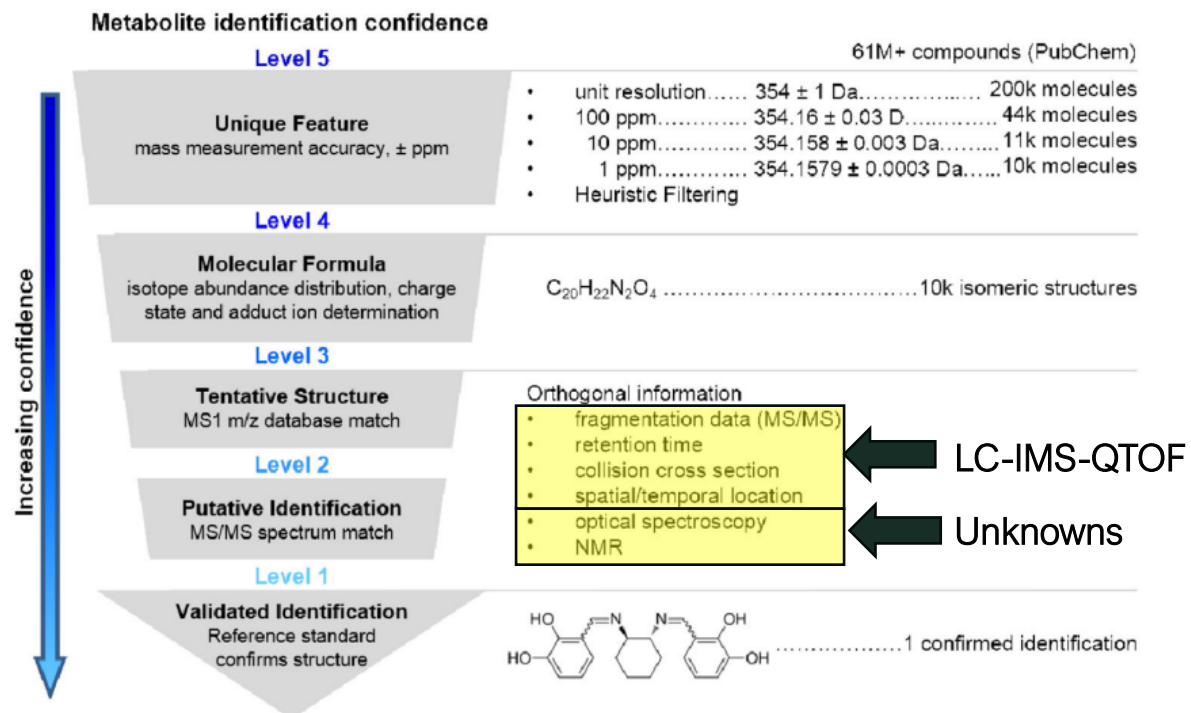 Metabolite identification confidence
Level 5
61M+ compounds (PubChem)
Unique Feature
mass measurement accuracy, ± ppm
• unit resolution...... 354 ± 1 Da.................. 200k molecules
• 100 ppm............. 354.16 ± 0.03 D.............. 44k molecules
• 10 ppm............. 354.158 ± 0.003 Da......... 11k molecules
• 1 ppm............. 354.1579 ± 0.0003 Da...... 10k molecules
• Heuristic Filtering
Level 4
Molecular Formula
isotope abundance distribution, charge
state and adduct ion determination
C₂₀H₂₂N₂O₄ ........................................ 10k isomeric structures
Level 3
Tentative Structure
MS1 m/z database match
Orthogonal information
• fragmentation data (MS/MS)
• retention time
• collision cross section
• spatial/temporal location
• optical spectroscopy
• NMR
LC-IMS-QTOF
Unknowns
Level 2
Putative Identification
MS/MS spectrum match
Level 1
Validated Identification
Reference standard
confirms structure
HO N N OH
HO OH
....................1 confirmed identification
Increasing confidence